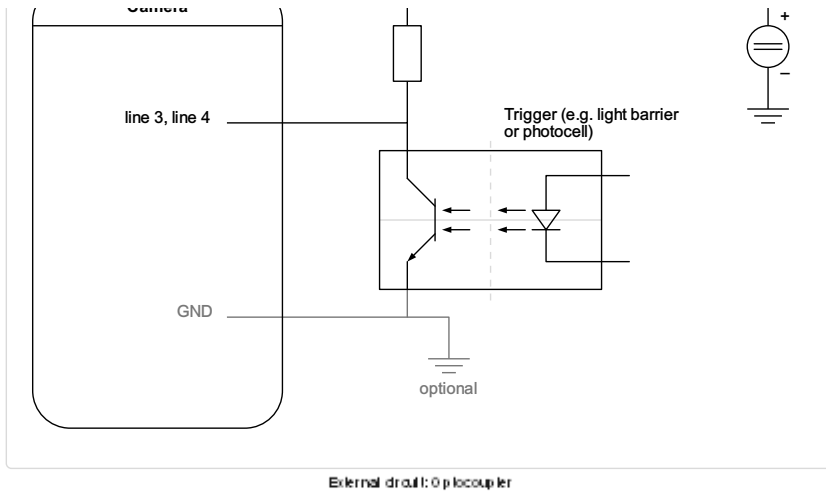 Camera
+
–
line 3, line 4
Trigger (e.g. light barrier
or photocell)
GND
optional
External circuit: Optocoupler